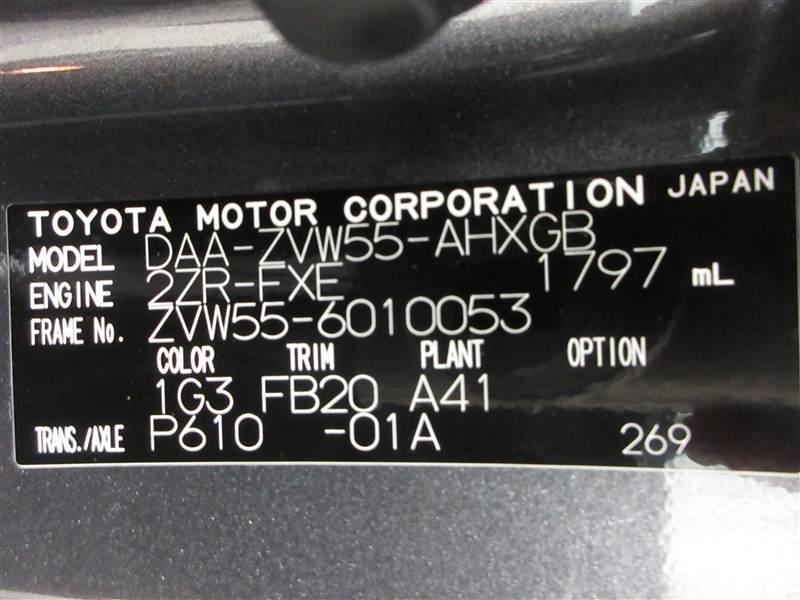 TOYOTA MOTOR CORPORATION JAPAN
MODEL DAA-ZVW55-AHXGB
ENGINE 2ZR-FXE 1797 mL
FRAME No. ZVW55-6010053
COLOR TRIM PLANT OPTION
1G3 FB20 A41
TRANS./AXLE P610 -01A 269